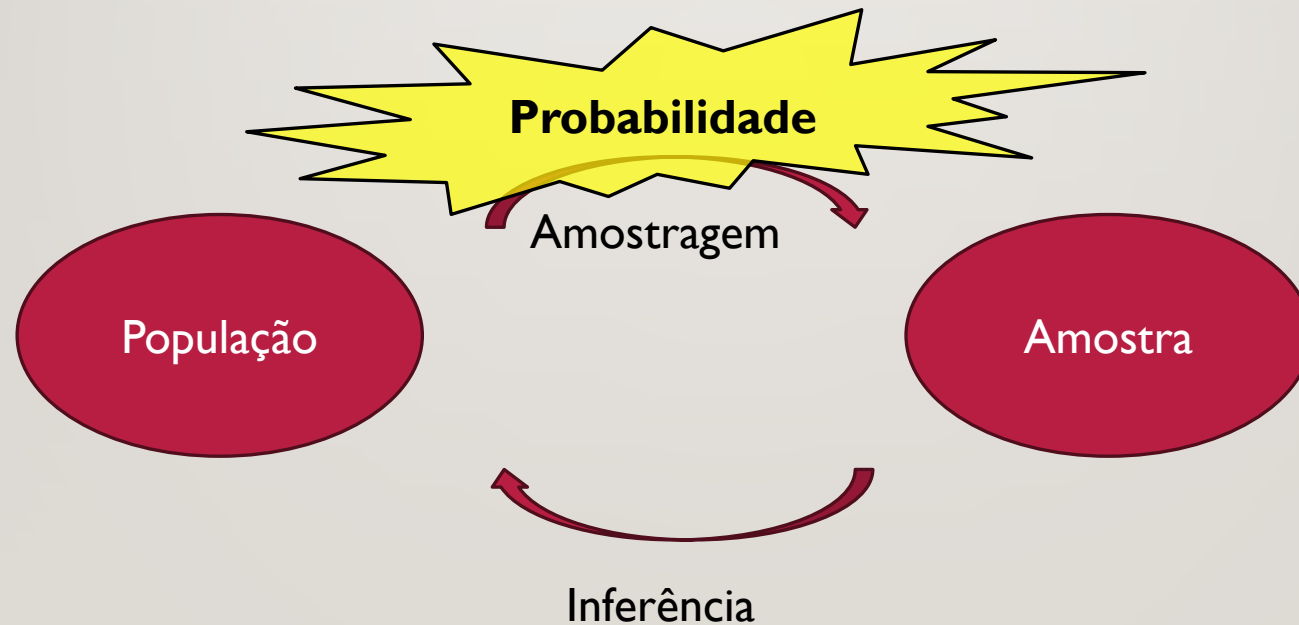 Probabilidade
Amostragem
População
Amostra
Inferência